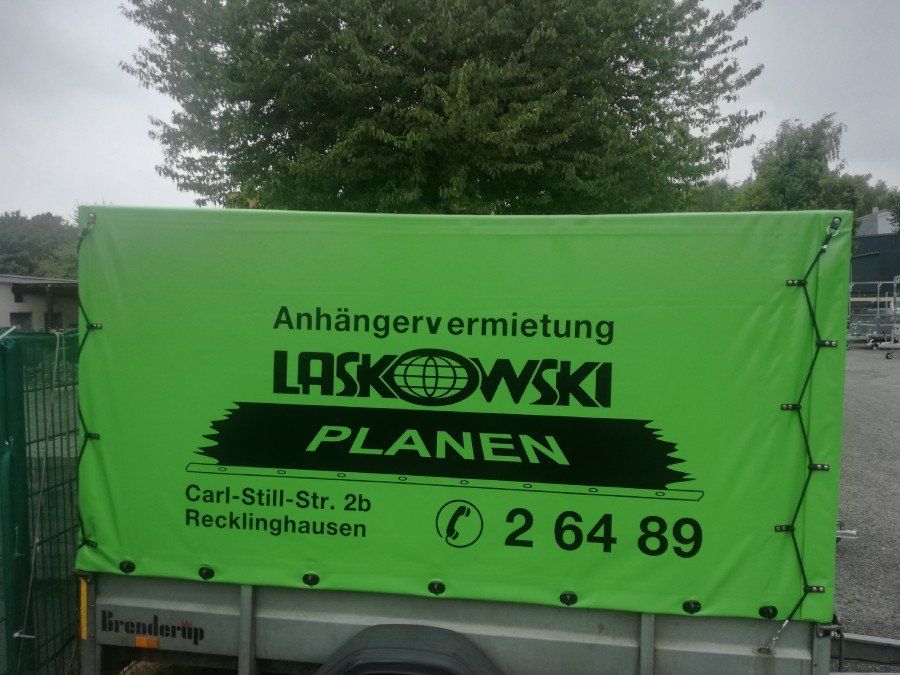 Anhängervermietung
LASKOWSKI
PLANEN
Carl-Still-Str. 2b
Recklinghausen
2 64 89
Brenderup